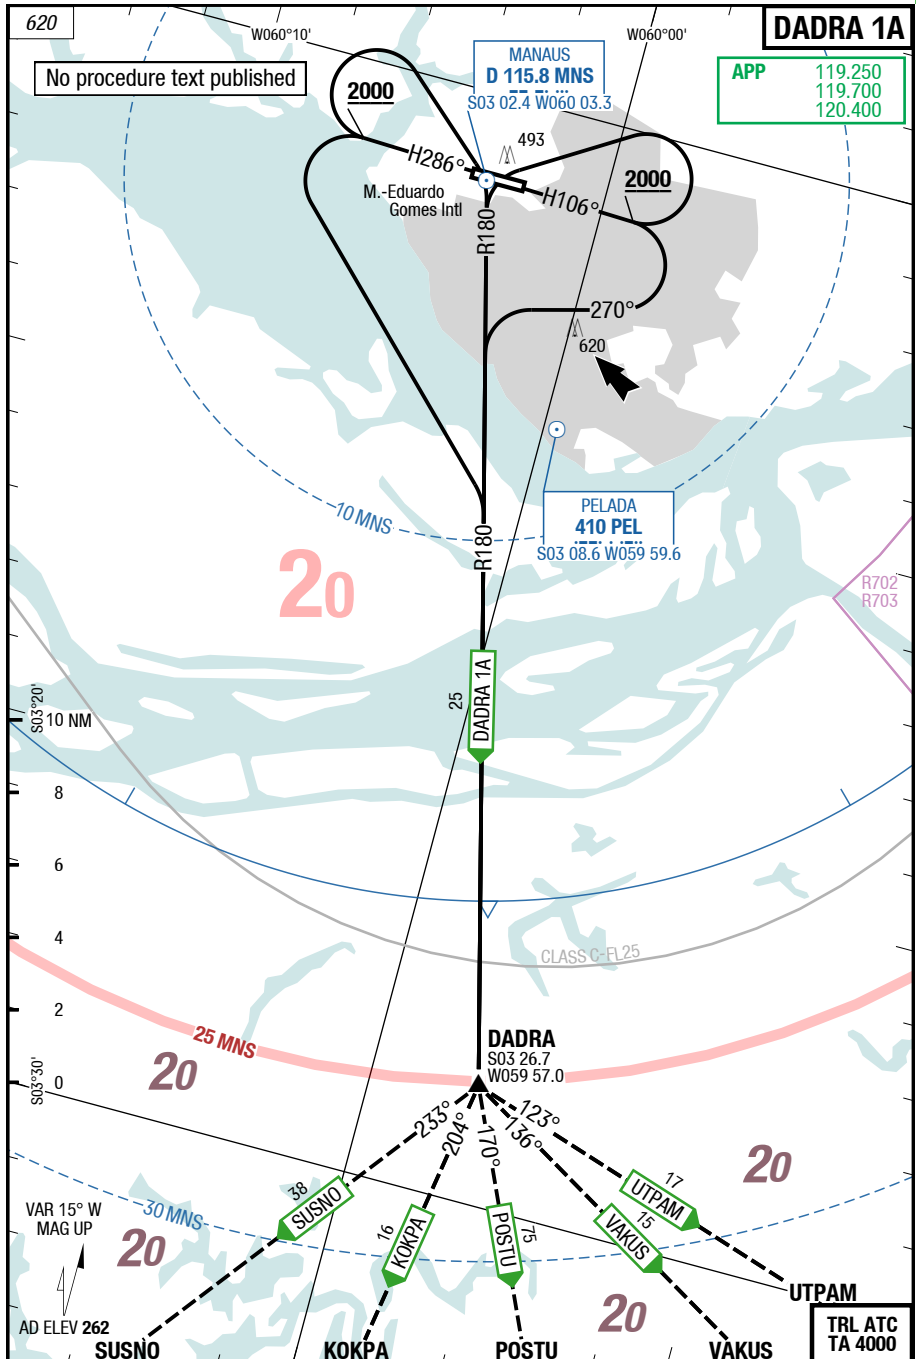 620
W060°10'
W060°00'
DADRA 1A
No procedure text published
MANAUS
D 115.8 MNS
S03 02.4 W060 03.3
APP 119.250
119.700
120.400
2000
493
H286°
2000
M.-Eduardo
Gomes Intl
H106°
R180
270°
620
10 MNS
PELADA
410 PEL
S03 08.6 W059 59.6
R180
20
R702
R703
DADRA 1A
25
S03°20'
10 NM
8
6
4
CLASS C-FL25
2
25 MNS
DADRA
S03 26.7
W059 57.0
20
S03°30'
0
233°
204°
170°
136°
123°
20
38
SUSNO
16
KOKPA
POSTU
75
15
VAKUS
17
UTPAM
30 MNS
VAR 15° W
MAG UP
20
20
UTPAM
AD ELEV 262
TRL ATC
TA 4000
SUSNO
KOKPA
POSTU
VAKUS